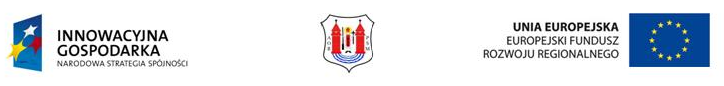 INNOWACYJNA
GOSPODARKA
NARODOWA STRATEGIA SPÓJNOŚCI
UNIA EUROPEJSKA
EUROPEJSKI FUNDUSZ
ROZWOJU REGIONALNEGO